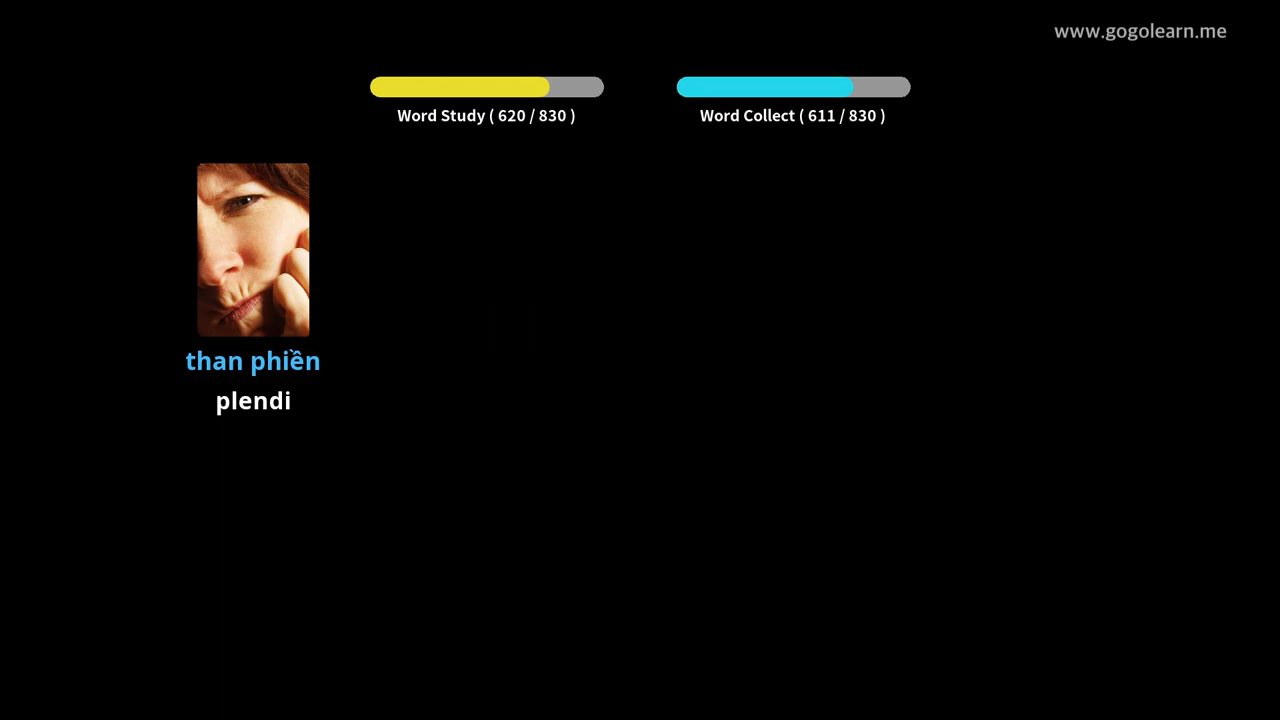 www.gogolearn.me
Word Study ( 620 / 830 )
Word Collect ( 611 / 830 )
than phiền
plendi